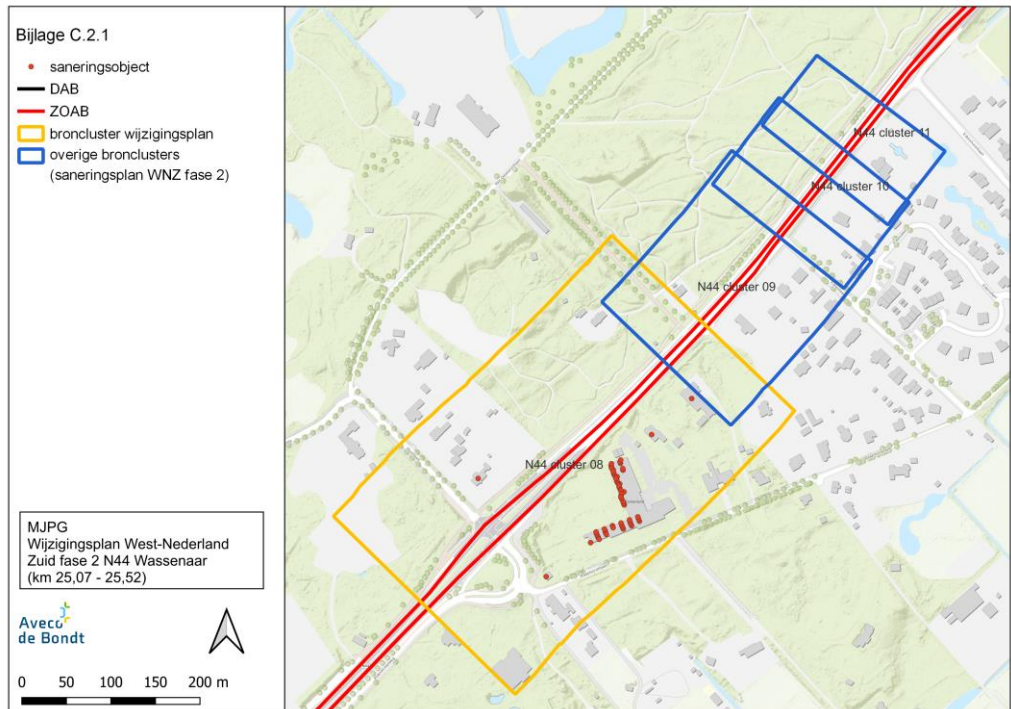 Bijlage C.2.1
saneringsobject
DAB
ZOAB
broncluster wijzigingsplan
overige bronclusters
(saneringsplan WNZ fase 2)
N44 cluster 11
N44 cluster 10
N44 cluster 09
N44 cluster 08
MJPG
Wijzigingsplan West-Nederland
Zuid fase 2 N44 Wassenaar
(km 25,07 - 25,52)
Aveco
de Bondt
0 50 100 150 200 m